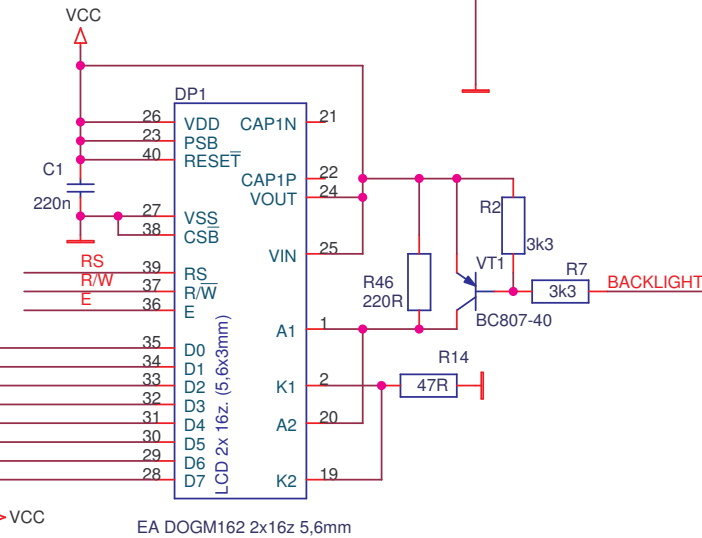 VCC
DP1
26 VDD CAP1N 21
23 PSB
40 RESET
C1
220n
CAP1P 22
VOUT 24
27 VSS
38 CSB
VIN 25
R2
3k3
VT1
R7
3k3
BACKLIGHT
BC807-40
R46
220R
RS 39 RS
R/W 37 R/W
E 36 E
A1 1
35 D0
34 D1
33 D2
32 D3
31 D4
30 D5
29 D6
28 D7
K1 2
R14
47R
A2 20
K2 19
LCD 2x 16z. (5,6x3mm)
VCC
EA DOGM162 2x16z 5,6mm